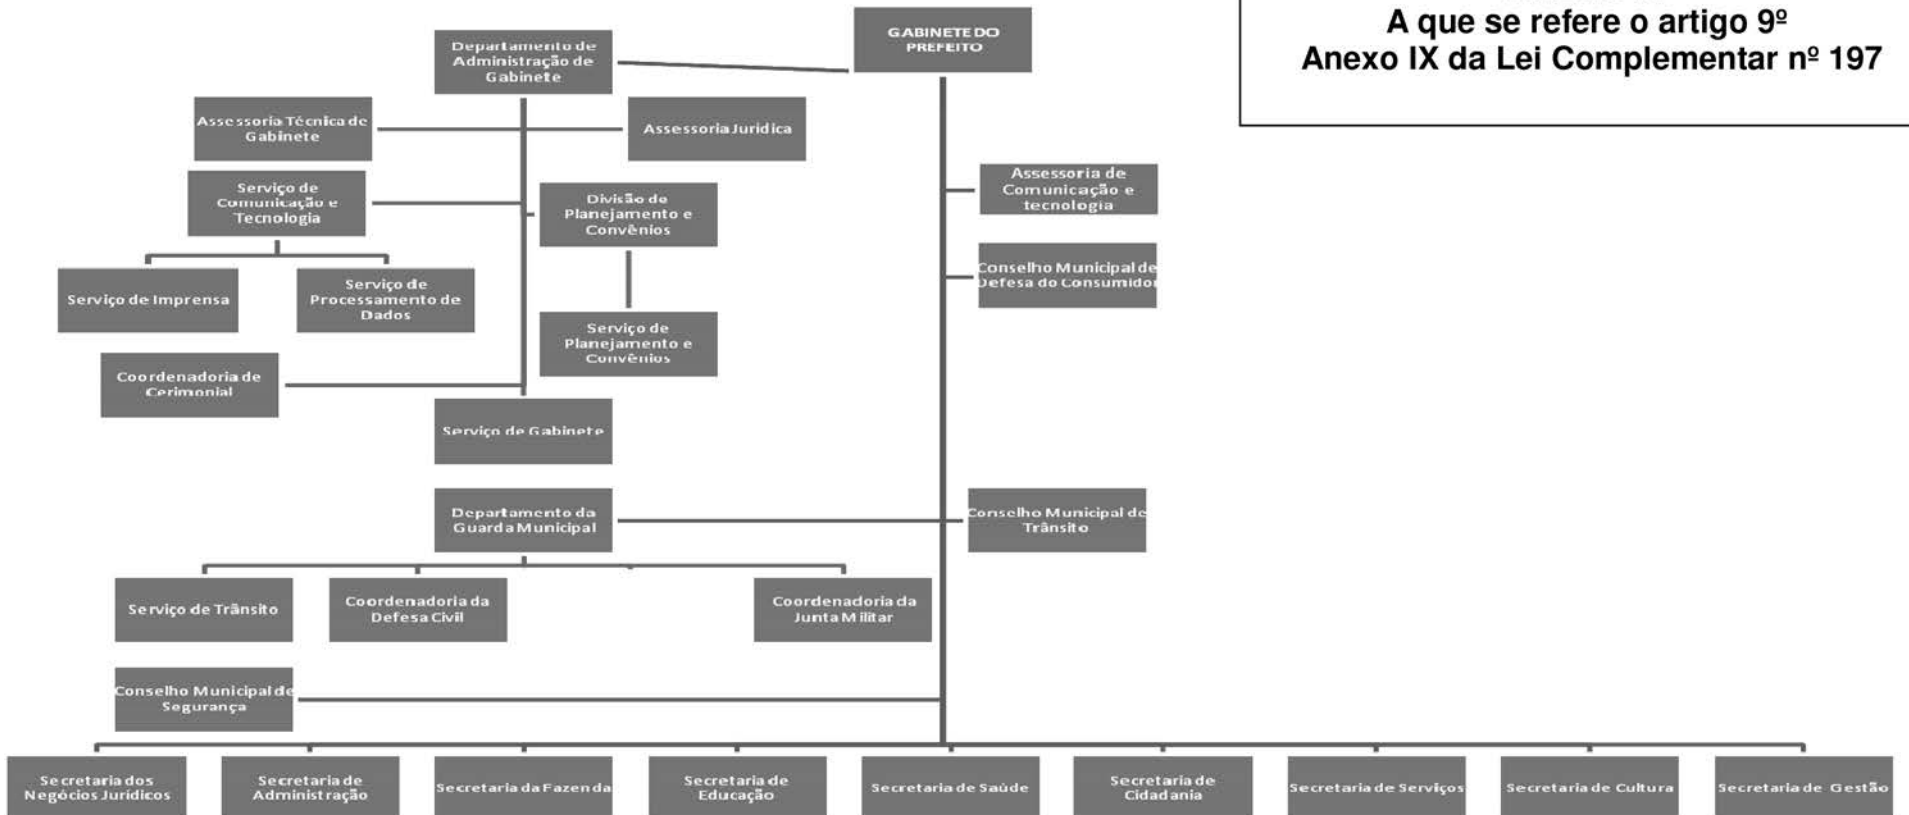 A que se refere o artigo 9º
Anexo IX da Lei Complementar nº 197
GABINETE DO
PREFEITO
Departamento de
Administração de
Gabinete
Assessoria Técnica de
Gabinete
Assessoria Jurídica
Serviço de
Comunicação e
Tecnologia
Divisão de
Planejamento e
Convênios
Assessoria de
Comunicação e
tecnologia
Serviço de Imprensa
Serviço de
Processamento de
Dados
Conselho Municipal de
Defesa do Consumidor
Serviço de
Planejamento e
Convênios
Coordenadoria de
Cerimonial
Serviço de Gabinete
Departamento da
Guarda Municipal
Conselho Municipal de
Trânsito
Serviço de Trânsito
Coordenadoria da
Defesa Civil
Coordenadoria da
Junta Militar
Conselho Municipal de
Segurança
Secretaria dos
Negócios Jurídicos
Secretaria de
Administração
Secretaria da Fazenda
Secretaria de
Educação
Secretaria de Saúde
Secretaria de
Cidadania
Secretaria de Serviços
Secretaria de Cultura
Secretaria de Gestão